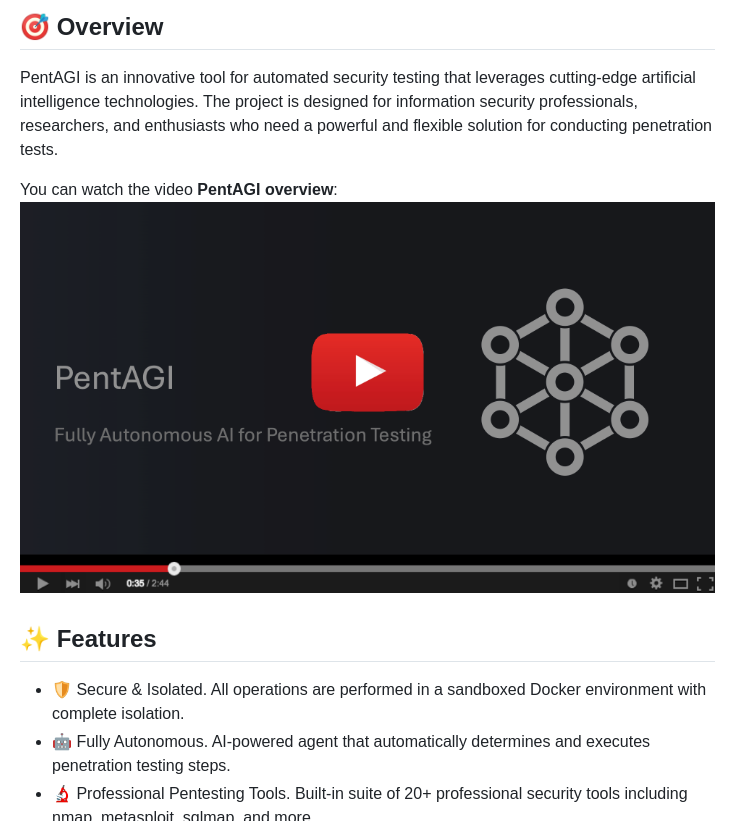 🎯 Overview
PentAGI is an innovative tool for automated security testing that leverages cutting-edge artificial
intelligence technologies. The project is designed for information security professionals,
researchers, and enthusiasts who need a powerful and flexible solution for conducting penetration
tests.
You can watch the video PentAGI overview:
PentAGI
Fully Autonomous AI for Penetration Testing
0:35 / 2:44
✨ Features
• 🛡️ Secure & Isolated. All operations are performed in a sandboxed Docker environment with
complete isolation.
• 🤖 Fully Autonomous. AI-powered agent that automatically determines and executes
penetration testing steps.
• 🔬 Professional Pentesting Tools. Built-in suite of 20+ professional security tools including
nmap, metasploit, sqlmap, and more